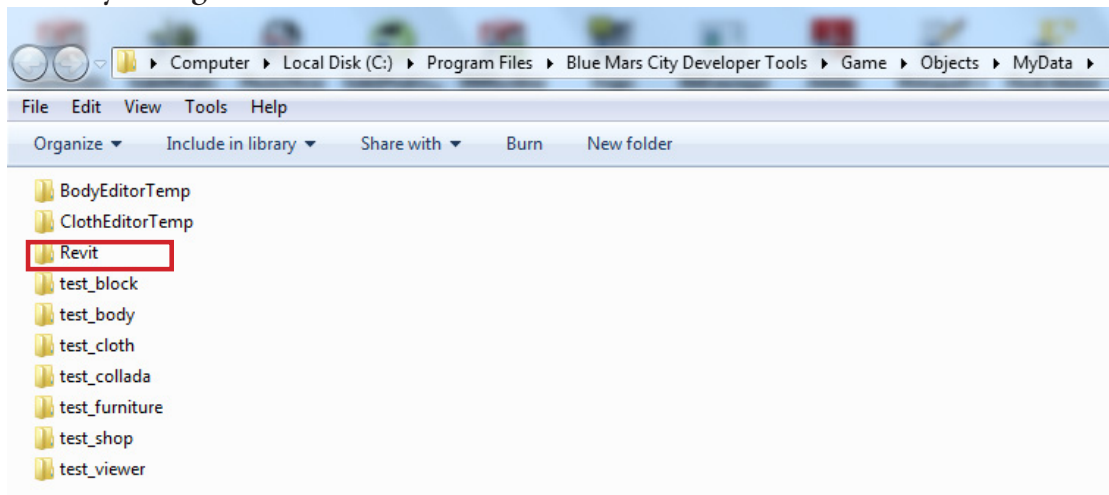 Computer ▸ Local Disk (C:) ▸ Program Files ▸ Blue Mars City Developer Tools ▸ Game ▸ Objects ▸ MyData ▸
File Edit View Tools Help
Organize ▾ Include in library ▾ Share with ▾ Burn New folder
BodyEditorTemp
ClothEditorTemp
Revit
test_block
test_body
test_cloth
test_collada
test_furniture
test_shop
test_viewer